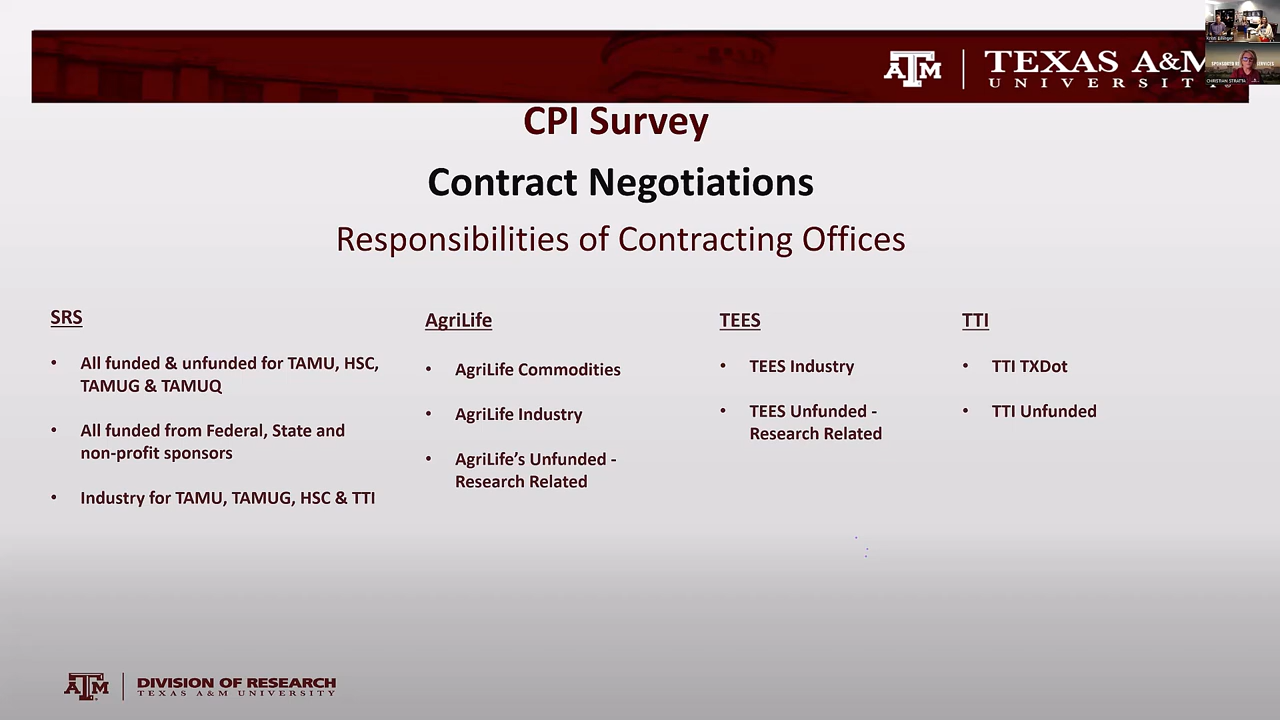 TEXAS A&M
UNIVERSITY
CPI Survey
Contract Negotiations
Responsibilities of Contracting Offices
SRS
• All funded & unfunded for TAMU, HSC,
TAMUG & TAMUQ
• All funded from Federal, State and
non-profit sponsors
• Industry for TAMU, TAMUG, HSC & TTI
AgriLife
• AgriLife Commodities
• AgriLife Industry
• AgriLife’s Unfunded -
Research Related
TEES
• TEES Industry
• TEES Unfunded -
Research Related
TTI
• TTI TXDot
• TTI Unfunded
ATM
DIVISION OF RESEARCH
TEXAS A&M UNIVERSITY